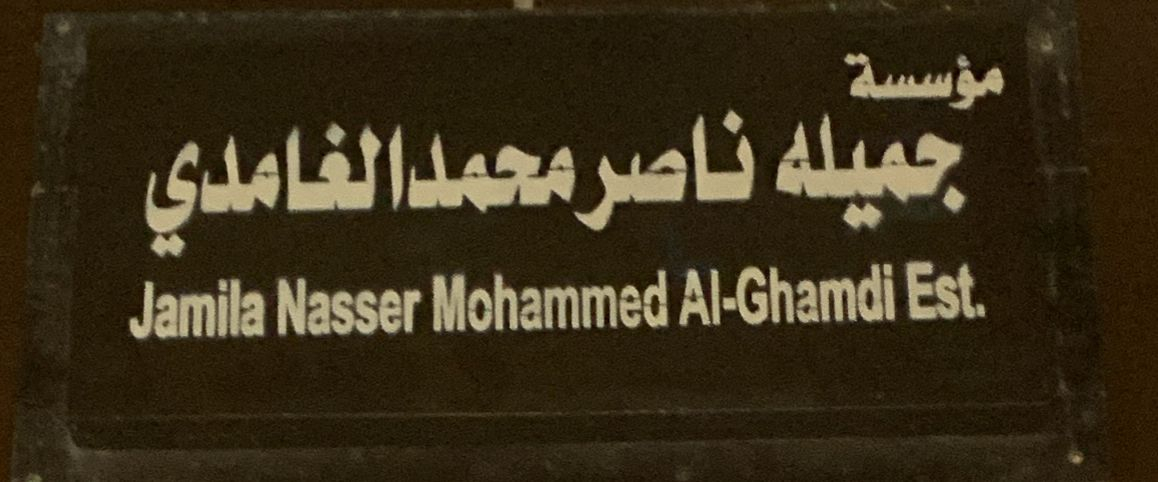 مؤسسة
جميله ناصر محمد الغامدي
Jamila Nasser Mohammed Al-Ghamdi Est.